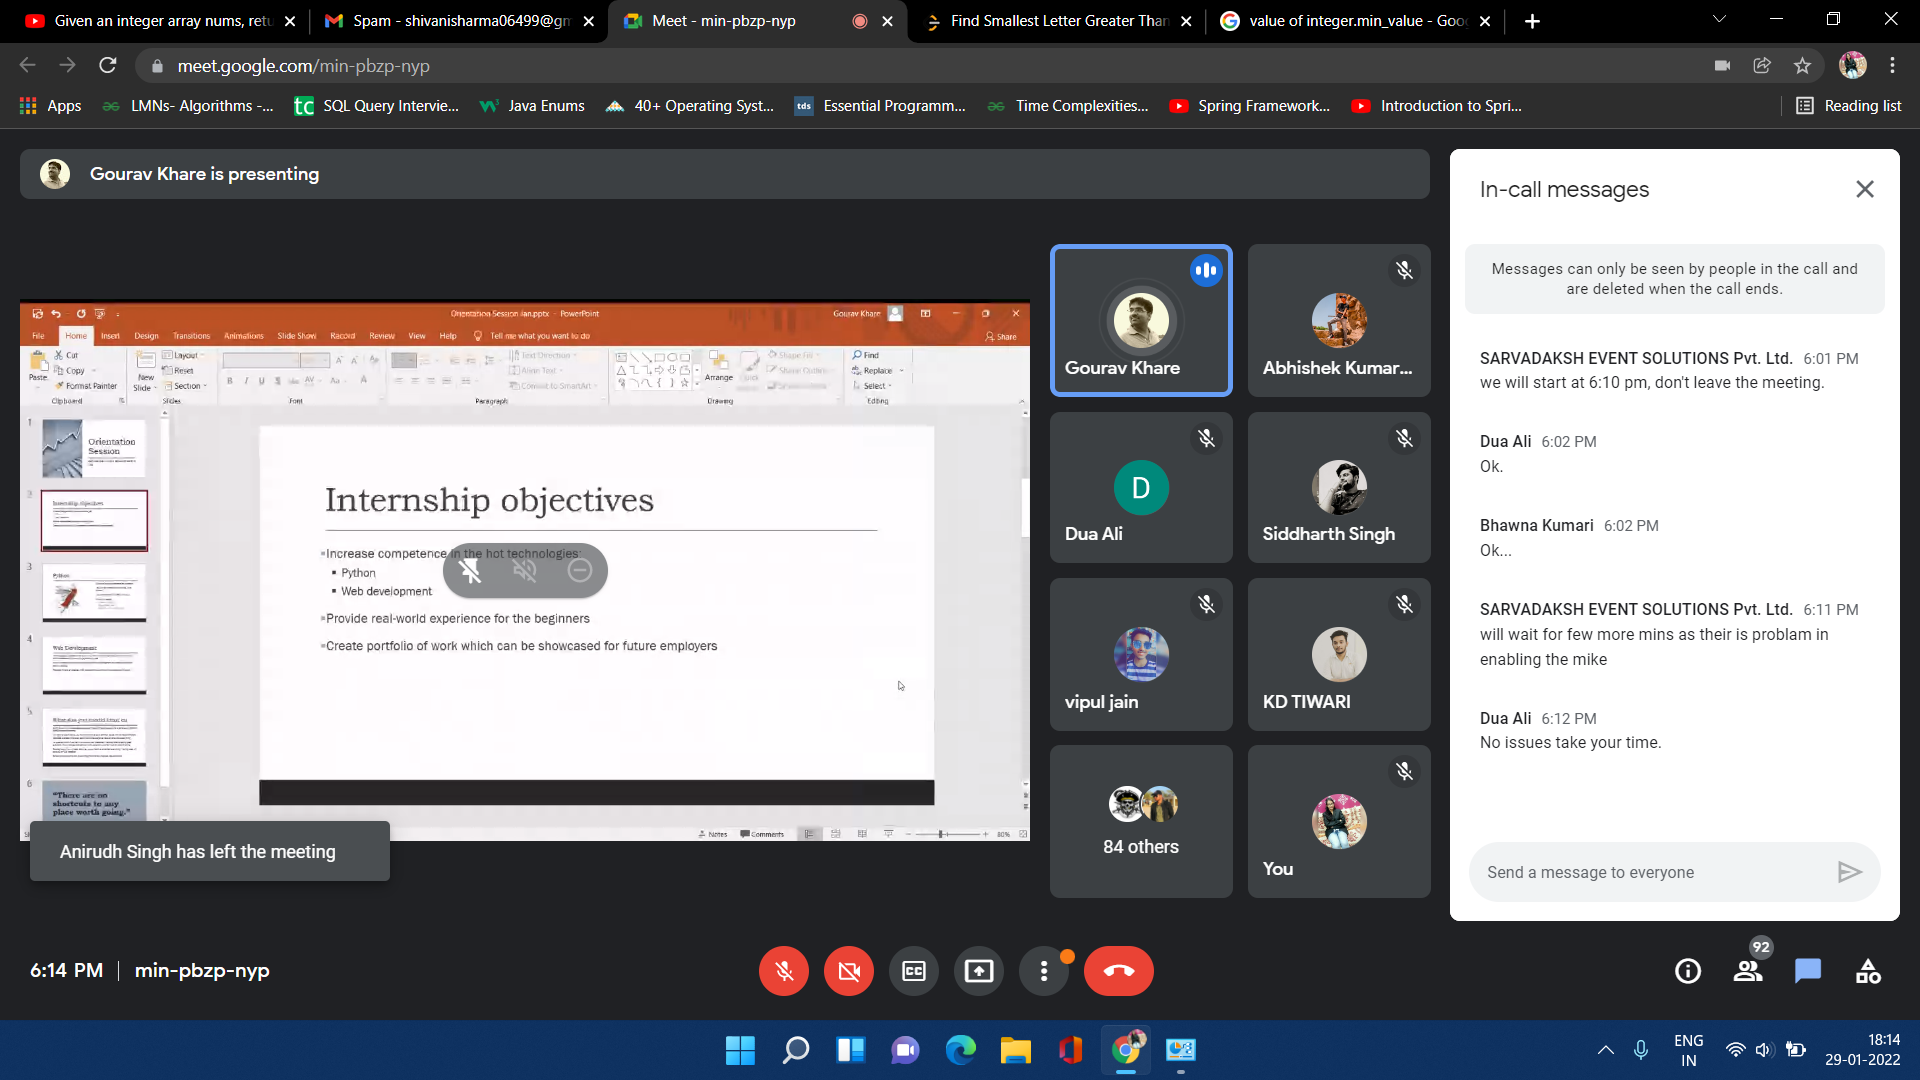 Given an integer array nums, retu
Spam - shivanisharma06499@gm
Meet - min-pbzp-nyp
Find Smallest Letter Greater Than
value of integer.min_value - Goo
meet.google.com/min-pbzp-nyp
Apps
LMNs- Algorithms -...
SQL Query Intervie...
Java Enums
40+ Operating Syst...
Essential Programm...
Time Complexities...
Spring Framework...
Introduction to Spri...
Reading list
Gourav Khare is presenting
Orientation Session
PowerPoint
Gourav Khare
File
Home
Insert
Design
Transitions
Animations
Slide Show
Record
Review
View
Help
Tell me what you want to do
Share
Paste
Cut
Copy
Format Painter
Clipboard
New
Slide
Layout
Reset
Section
Slides
Font
Text Direction
Align Text
Convert to SmartArt
Paragraph
Arrange
Shape Fill
Drawing
Find
Replace
Select
Editing
1
Orientation
Session
2
Internship objectives
3
Python
4
Web Development
5
6
"There are no
shortcuts to any
place worth going."
Internship objectives
Increase competence in the hot technologies:
Python
Web development
Provide real-world experience for the beginners
Create portfolio of work which can be showcased for future employers
Notes
Comments
80%
Anirudh Singh has left the meeting
Gourav Khare
Abhishek Kumar...
D
Dua Ali
Siddharth Singh
vipul jain
KD TIWARI
84 others
You
In-call messages
Messages can only be seen by people in the call and
are deleted when the call ends.
SARVADAKSH EVENT SOLUTIONS Pvt. Ltd. 6:01 PM
we will start at 6:10 pm, don't leave the meeting.
Dua Ali 6:02 PM
Ok.
Bhawna Kumari 6:02 PM
Ok...
SARVADAKSH EVENT SOLUTIONS Pvt. Ltd. 6:11 PM
will wait for few more mins as their is problam in
enabling the mike
Dua Ali 6:12 PM
No issues take your time.
Send a message to everyone
6:14 PM | min-pbzp-nyp
CC
92
ENG
IN
18:14
29-01-2022